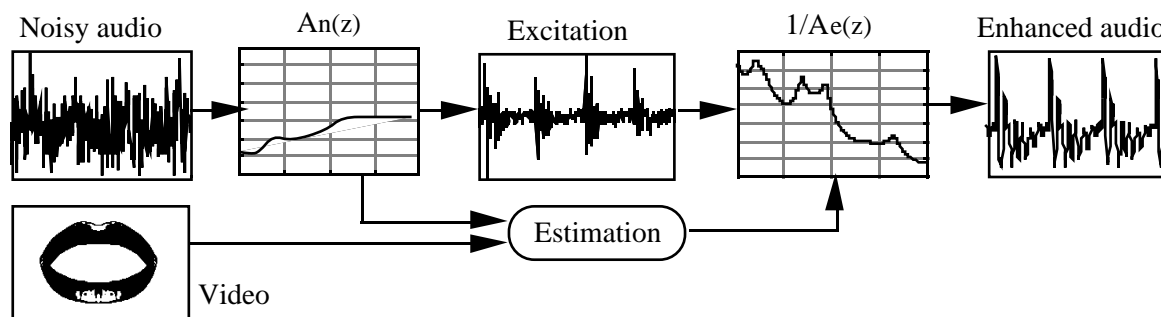 Noisy audio
An(z)
Excitation
1/Ae(z)
Enhanced audio
Estimation
Video